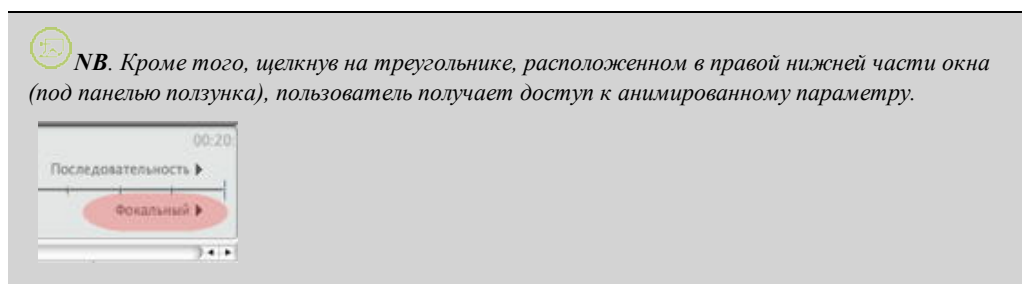 NB. Кроме того, щелкнув на треугольнике, расположенном в правой нижней части окна
(под панелью ползунка), пользователь получает доступ к анимированному параметру.
00:20
Последовательность
Фокальный